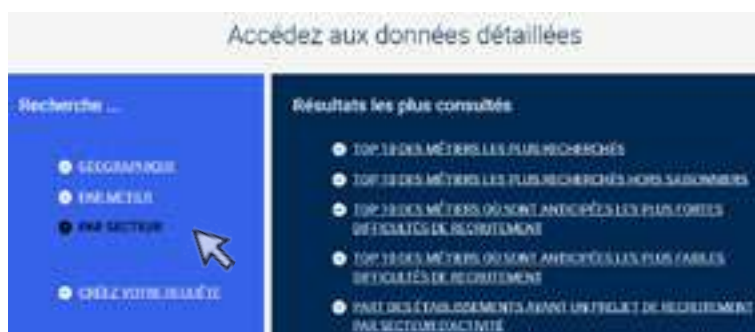 Accédez aux données détaillées
Recherche ...
GÉOGRAPHIQUE
PAR MÉTIER
PAR SECTEUR
CRÉEZ VOTRE REQUÊTE
Résultats les plus consultés
TOP 10 DES MÉTIERS LES PLUS RECHERCHÉS
TOP 10 DES MÉTIERS LES PLUS RECHERCHÉS HORS SAISONNIERS
TOP 10 DES MÉTIERS OÙ SONT ANTICIPÉES LES PLUS FORTES
DIFFICULTÉS DE RECRUTEMENT
TOP 10 DES MÉTIERS OÙ SONT ANTICIPÉES LES PLUS FAIBLES
DIFFICULTÉS DE RECRUTEMENT
PART DES ÉTABLISSEMENTS AYANT UN PROJET DE RECRUTEMENT
PAR SECTEUR D'ACTIVITÉ